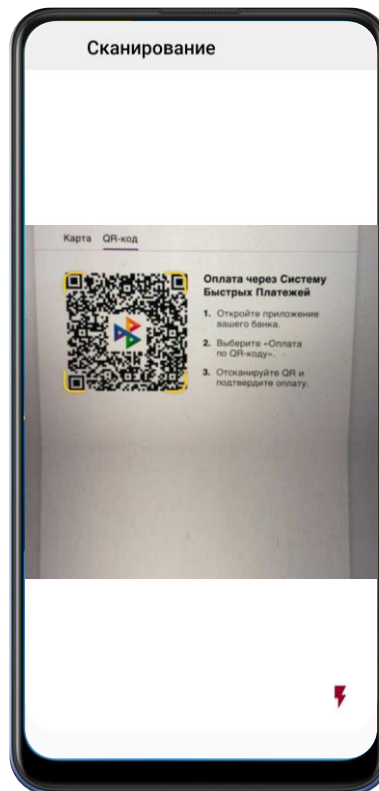 Сканирование
Карта QR-код
Оплата через Систему
Быстрых Платежей
1. Откройте приложение
вашего банка.
2. Выберите «Оплата
по QR-коду».
3. Отсканируйте QR и
подтвердите оплату.